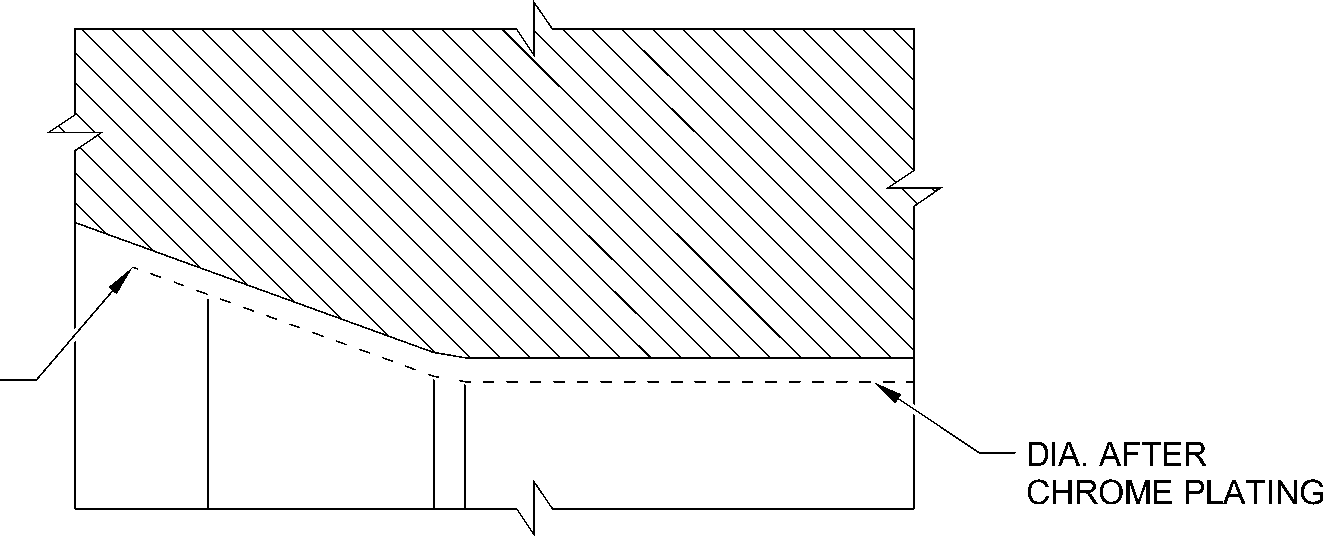 DIA. AFTER
CHROME PLATING